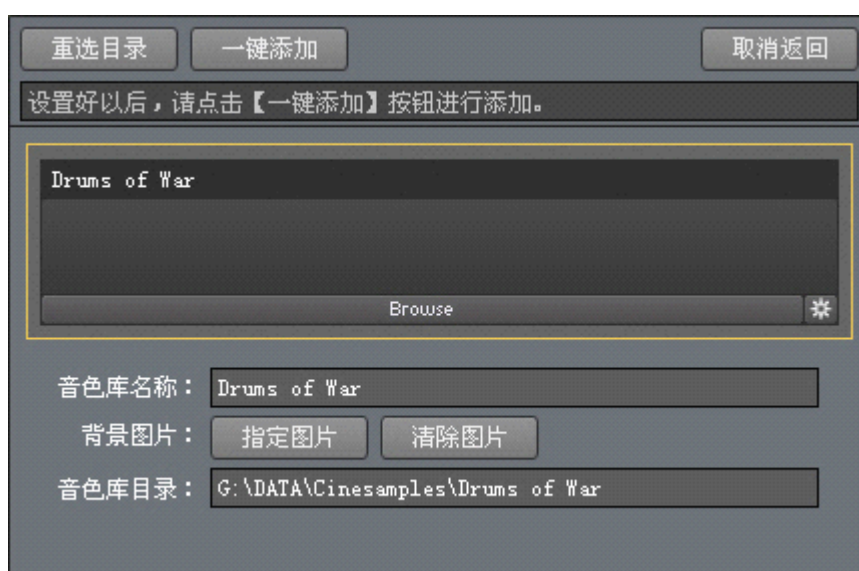 重选目录 一键添加 取消返回
设置好以后，请点击【一键添加】按钮进行添加。
Drums of War
Browse
音色库名称： Drums of War
背景图片： 指定图片 清除图片
音色库目录： G:\DATA\Cinesamples\Drums of War